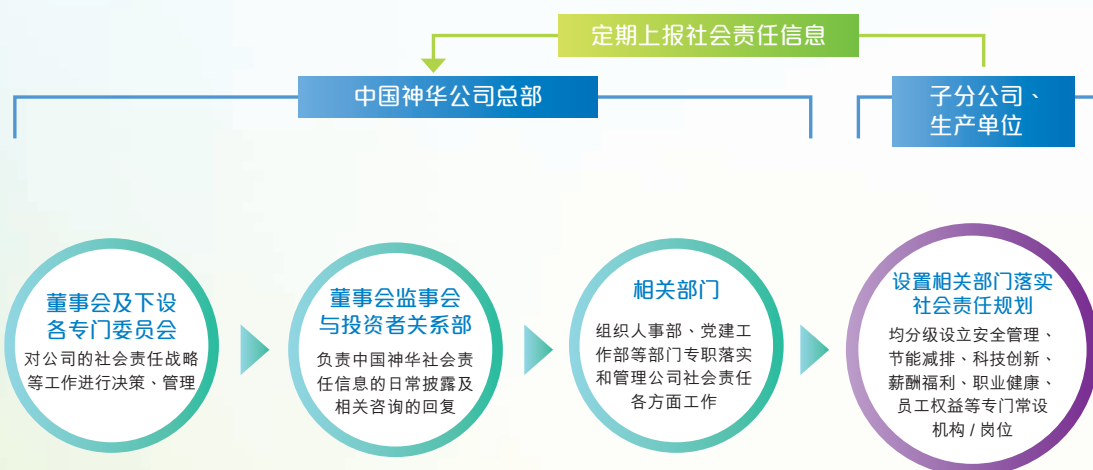 定期上报社会责任信息
中国神华公司总部
子分公司、
生产单位
董事会及下设
各专门委员会
对公司的社会责任战略
等工作进行决策、管理
董事会监事会
与投资者关系部
负责中国神华社会责
任信息的日常披露及
相关咨询的回复
相关部门
组织人事部、党建工
作部等部门专职落实
和管理公司社会责任
各方面工作
设置相关部门落实
社会责任规划
均分级设立安全管理、
节能减排、科技创新、
薪酬福利、职业健康、
员工权益等专门常设
机构 / 岗位